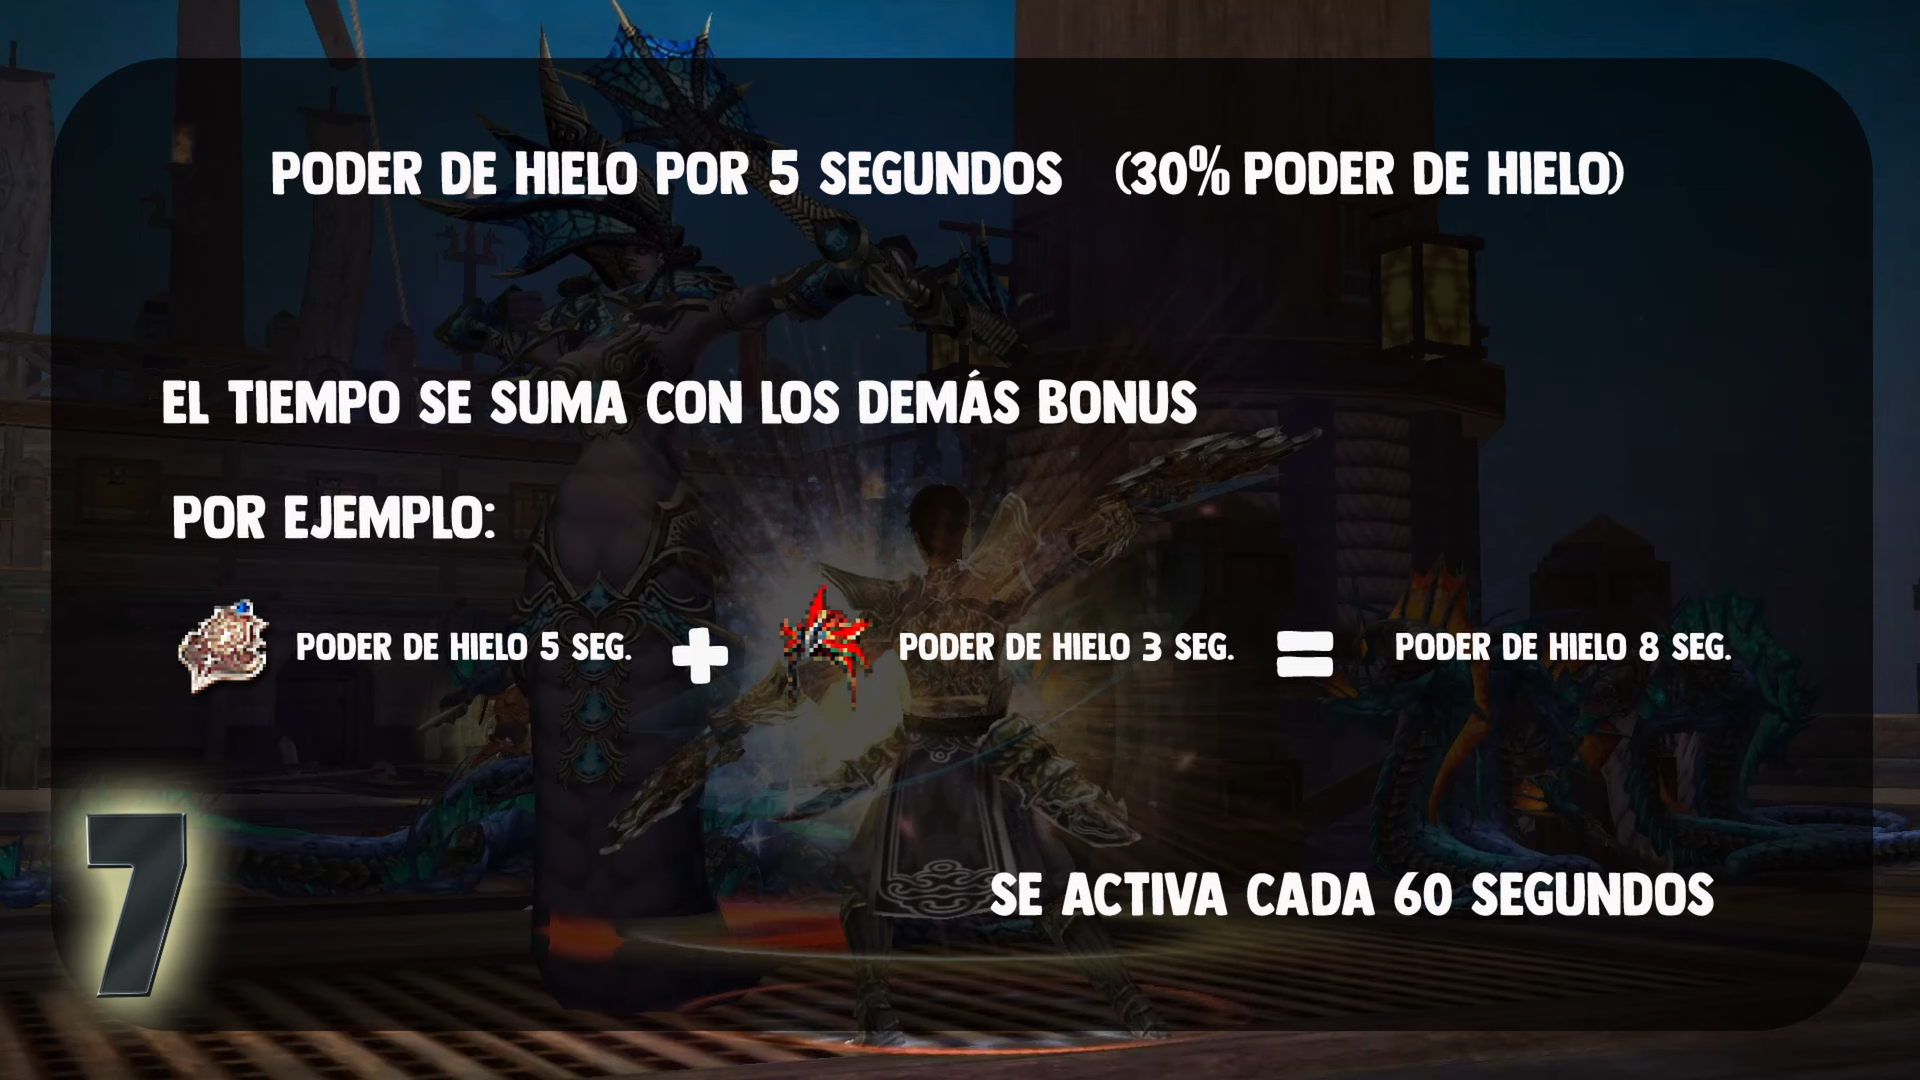 PODER DE HIELO POR 5 SEGUNDOS (30% PODER DE HIELO)
EL TIEMPO SE SUMA CON LOS DEMÁS BONUS
POR EJEMPLO:
PODER DE HIELO 5 SEG. + PODER DE HIELO 3 SEG. = PODER DE HIELO 8 SEG.
7
SE ACTIVA CADA 60 SEGUNDOS